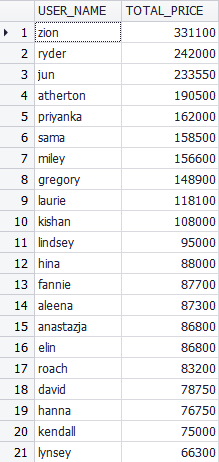 USER_NAME TOTAL_PRICE
1 zion 331100
2 ryder 242000
3 jun 233550
4 atherton 190500
5 priyanka 162000
6 sama 158500
7 miley 156600
8 gregory 148900
9 laurie 118100
10 kishan 108000
11 lindsey 95000
12 hina 88000
13 fannie 87700
14 aleena 87300
15 anastazja 86800
16 elin 86800
17 roach 83200
18 david 78750
19 hanna 76750
20 kendall 75000
21 lynsey 66300